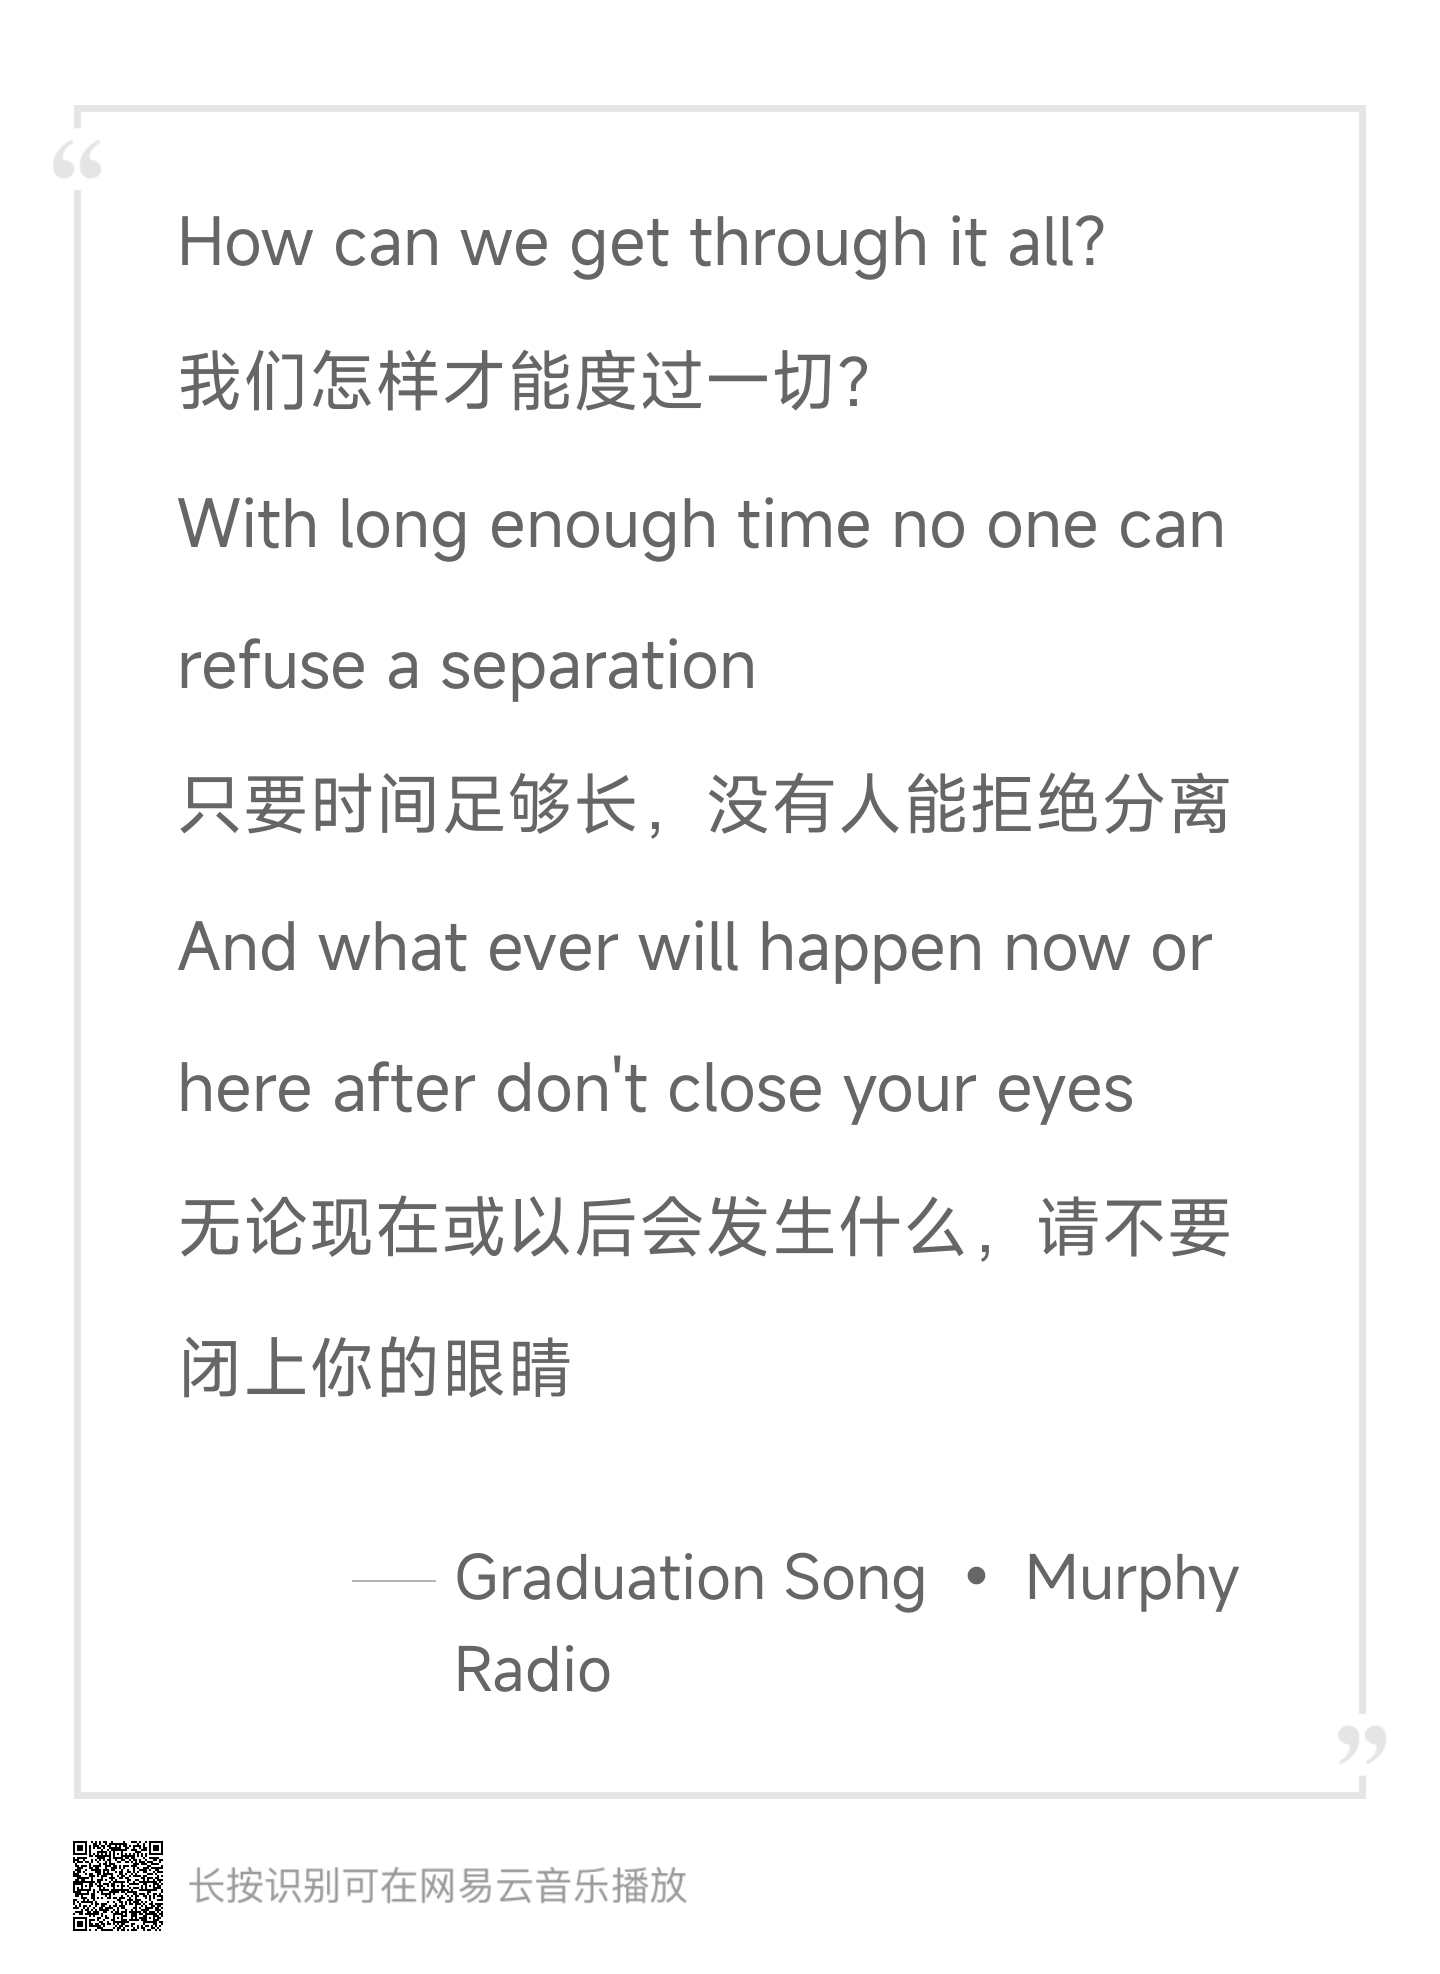 “
How can we get through it all?
我们怎样才能度过一切?
With long enough time no one can
refuse a separation
只要时间足够长，没有人能拒绝分离
And what ever will happen now or
here after don't close your eyes
无论现在或以后会发生什么，请不要
闭上你的眼睛
Graduation Song • Murphy
Radio
”
长按识别可在网易云音乐播放